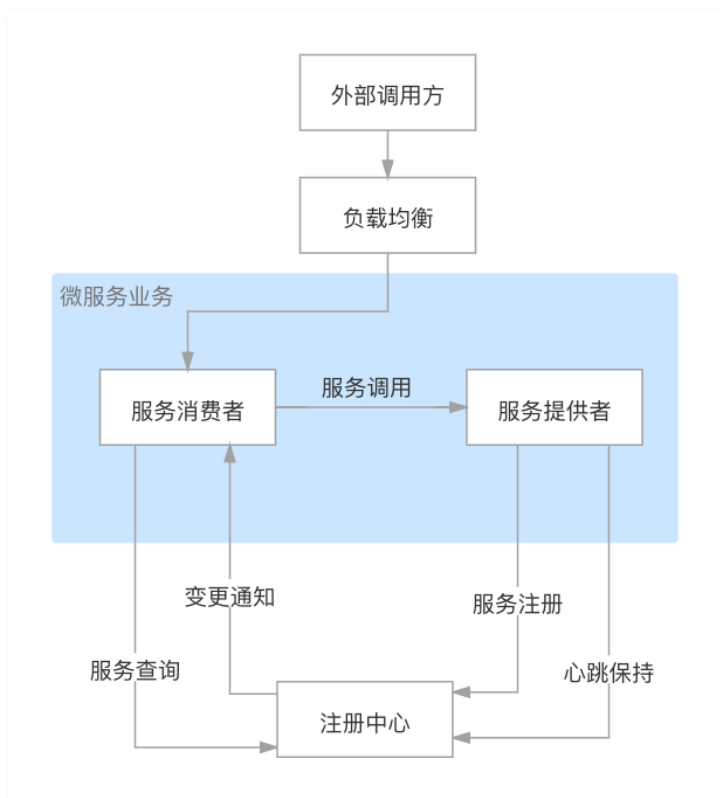 外部调用方
负载均衡
微服务业务
服务调用
服务消费者
服务提供者
变更通知
服务注册
服务查询
心跳保持
注册中心